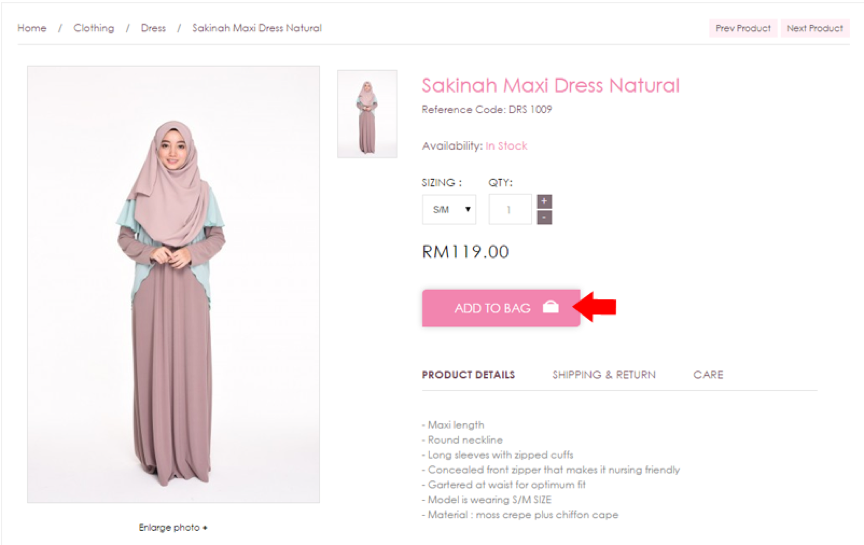 Home / Clothing / Dress / Sakinah Maxi Dress Natural
Prev Product Next Product
Sakinah Maxi Dress Natural
Reference Code: DRS 1009
Availability: In Stock
SIZING : QTY:
S/M ▼ 1 + -
RM119.00
ADD TO BAG
PRODUCT DETAILS SHIPPING & RETURN CARE
- Maxi length
- Round neckline
- Long sleeves with zipped cuffs
- Concealed front zipper that makes it nursing friendly
- Gartered at waist for optimum fit
- Model is wearing S/M SIZE
- Material : moss crepe plus chiffon cape
Enlarge photo +